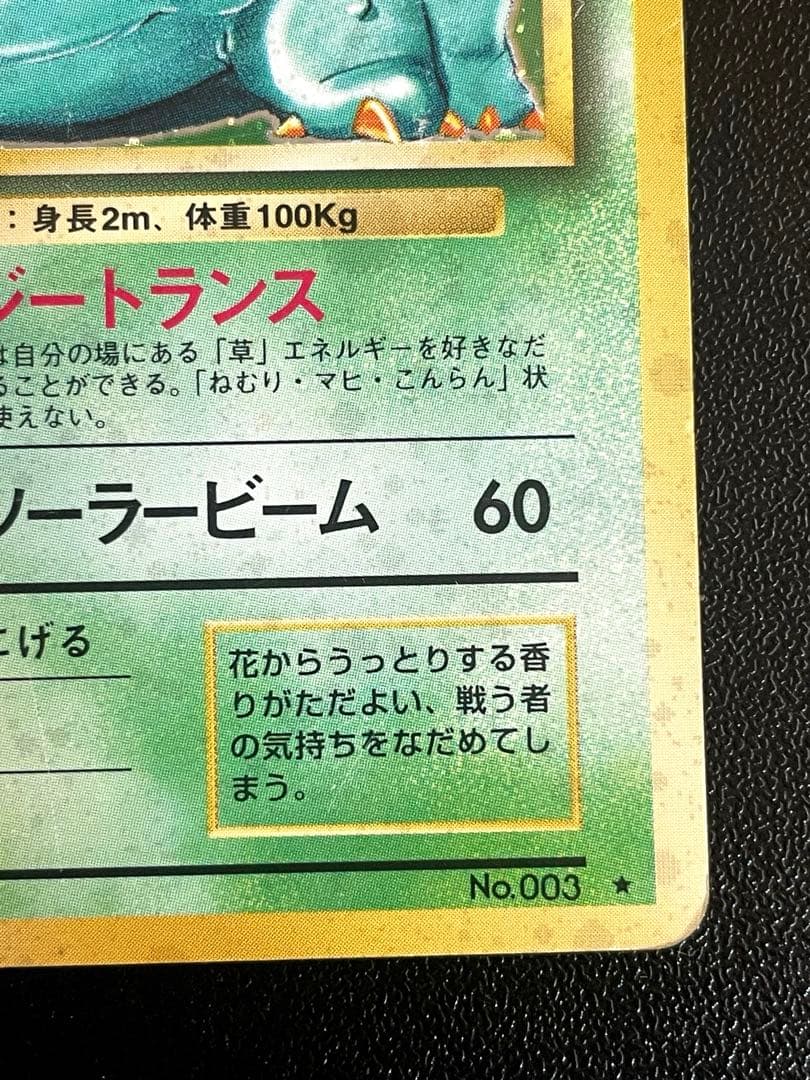 ：身長2m、体重100Kg
ジートランス
は自分の場にある「草」エネルギーを好きなだ
ることができる。「ねむり・マヒ・こんらん」状
使えない。
ソーラービーム 60
にげる
花からうっとりする香
りがただよい、戦う者
の気持ちをなだめてし
まう。
No.003 ★